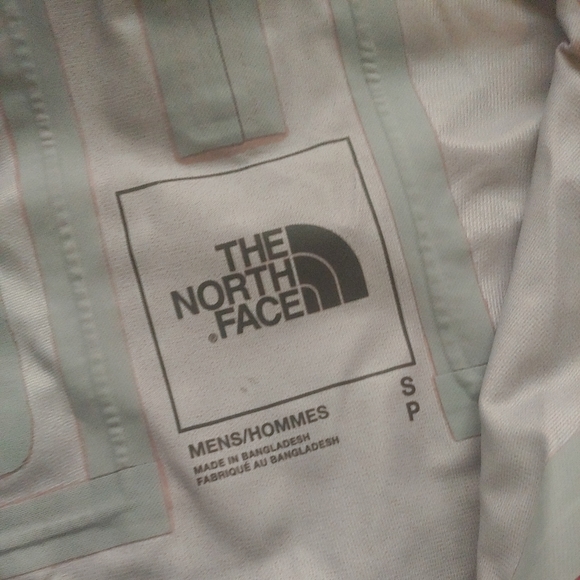 THE
NORTH
FACE
®
S
P
MENS/HOMMES
MADE IN BANGLADESH
FABRIQUÉ AU BANGLADESH